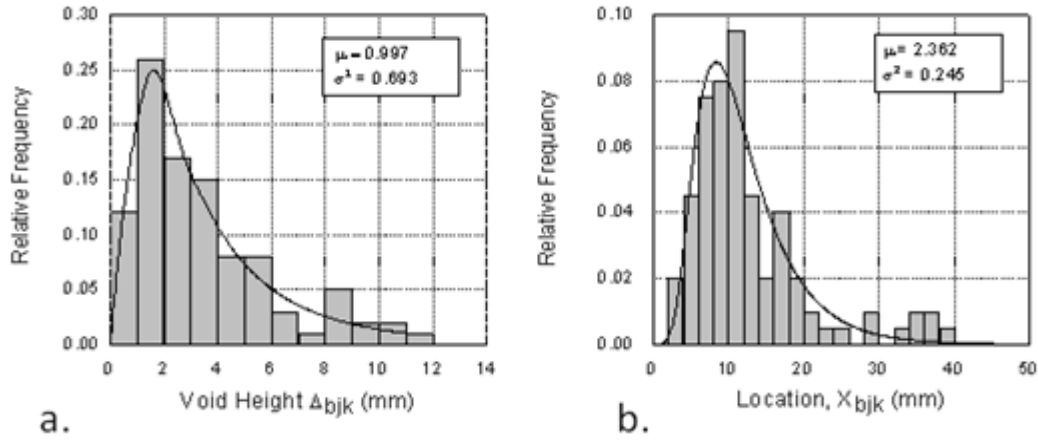 0.30
0.25
0.20
0.15
0.10
0.05
0.00
Relative Frequency
μ = 0.997
σ¹ = 0.693
0 2 4 6 8 10 12 14
Void Height Δbjk (mm)
a.
0.10
0.08
0.06
0.04
0.02
0.00
Relative Frequency
μ = 2.362
σ² = 0.245
0 10 20 30 40 50
Location, Xbjk (mm)
b.